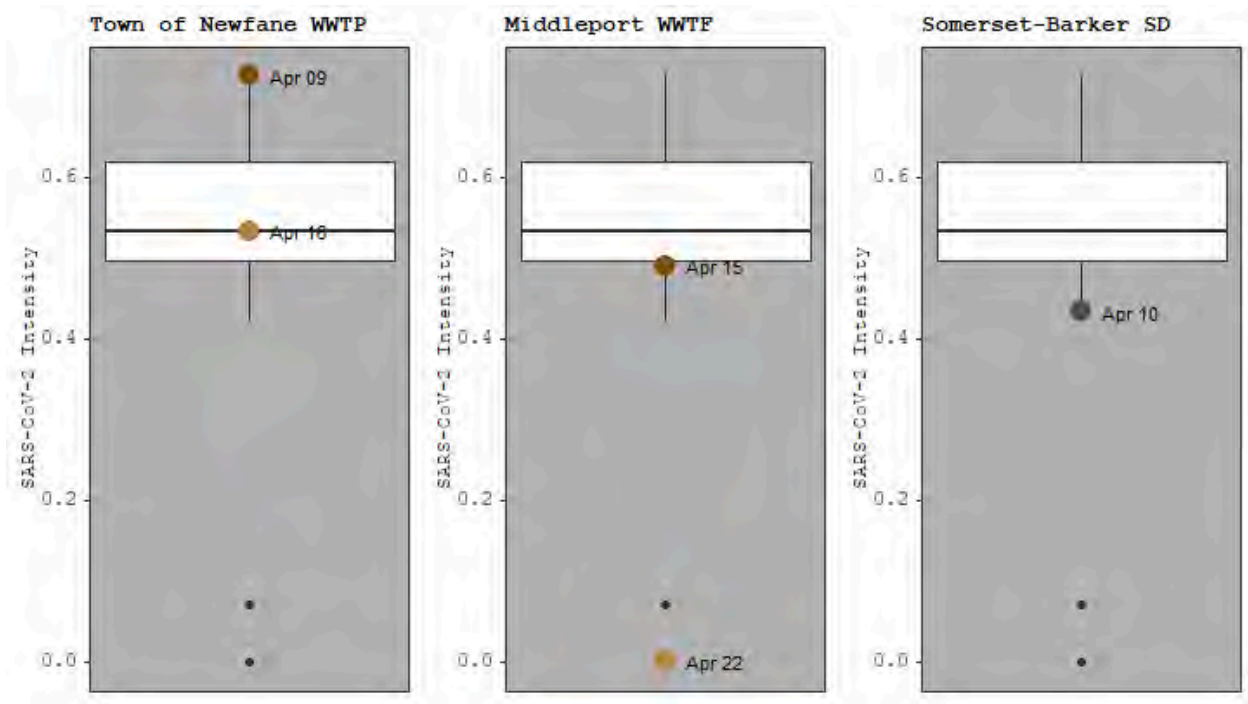 Town of Newfane WWTP
Middleport WWTF
Somerset-Barker SD
Apr 09
0.6
Apr 16
SARS-CoV-2 Intensity
0.4
0.2
0.0
0.6
Apr 15
SARS-CoV-2 Intensity
0.4
0.2
0.0
Apr 22
0.6
SARS-CoV-2 Intensity
0.4
Apr 10
0.2
0.0